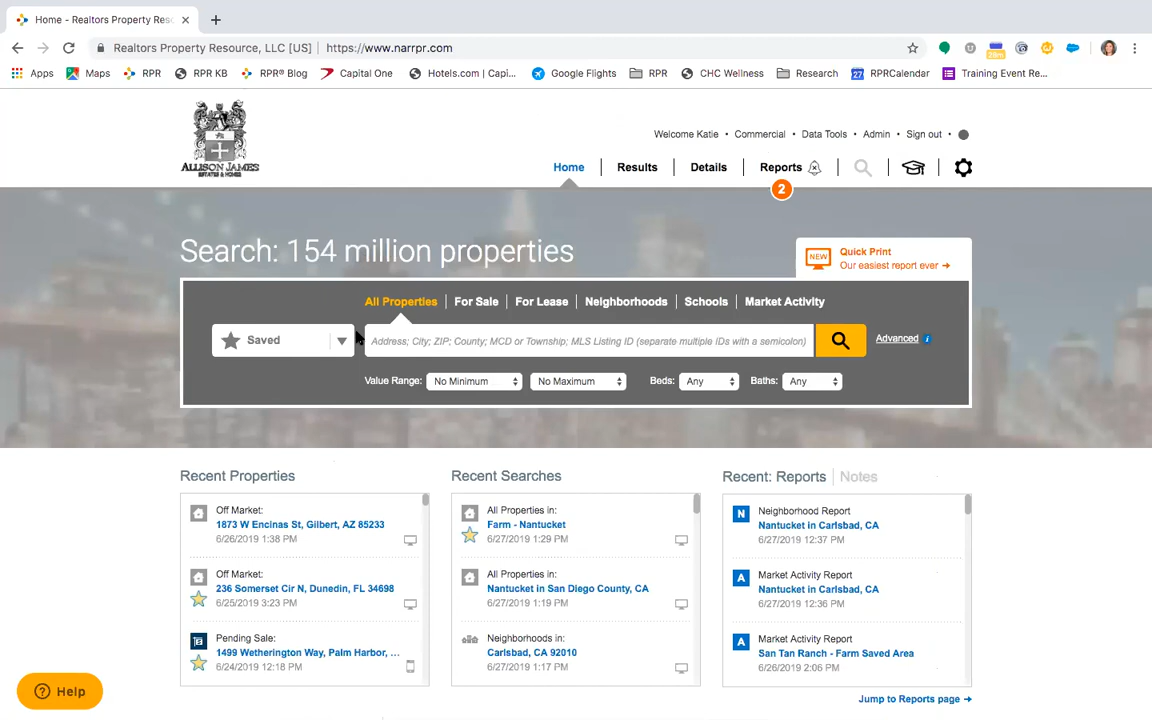 Home - Realtors Property Reso
Realtors Property Resource, LLC [US] | https://www.narrpr.com
Apps Maps RPR RPR KB RPR® Blog Capital One Hotels.com | Capi... Google Flights RPR CHC Wellness Research 27 RPRCalendar Training Event Re...
ALLISON JAMES
ESTATES & HOMES
Welcome Katie • Commercial • Data Tools • Admin • Sign out •
Home Results Details Reports
2
Search: 154 million properties
NEW
Quick Print
Our easiest report ever →
All Properties For Sale For Lease Neighborhoods Schools Market Activity
Saved
Address; City; ZIP; County; MCD or Township; MLS Listing ID (separate multiple IDs with a semicolon)
Advanced i
Value Range: No Minimum No Maximum Beds: Any Baths: Any
Recent Properties
Off Market:
1873 W Encinas St, Gilbert, AZ 85233
6/26/2019 1:38 PM
Off Market:
236 Somerset Cir N, Dunedin, FL 34698
6/25/2019 3:23 PM
Pending Sale:
1499 Wetherington Way, Palm Harbor, ...
6/24/2019 12:18 PM
Recent Searches
All Properties in:
Farm - Nantucket
6/27/2019 1:29 PM
All Properties in:
Nantucket in San Diego County, CA
6/27/2019 1:19 PM
Neighborhoods in:
Carlsbad, CA 92010
6/27/2019 1:17 PM
Recent: Reports Notes
N
Neighborhood Report
Nantucket in Carlsbad, CA
6/27/2019 12:37 PM
A
Market Activity Report
Nantucket in Carlsbad, CA
6/27/2019 12:36 PM
A
Market Activity Report
San Tan Ranch - Farm Saved Area
6/26/2019 2:06 PM
Jump to Reports page →
? Help